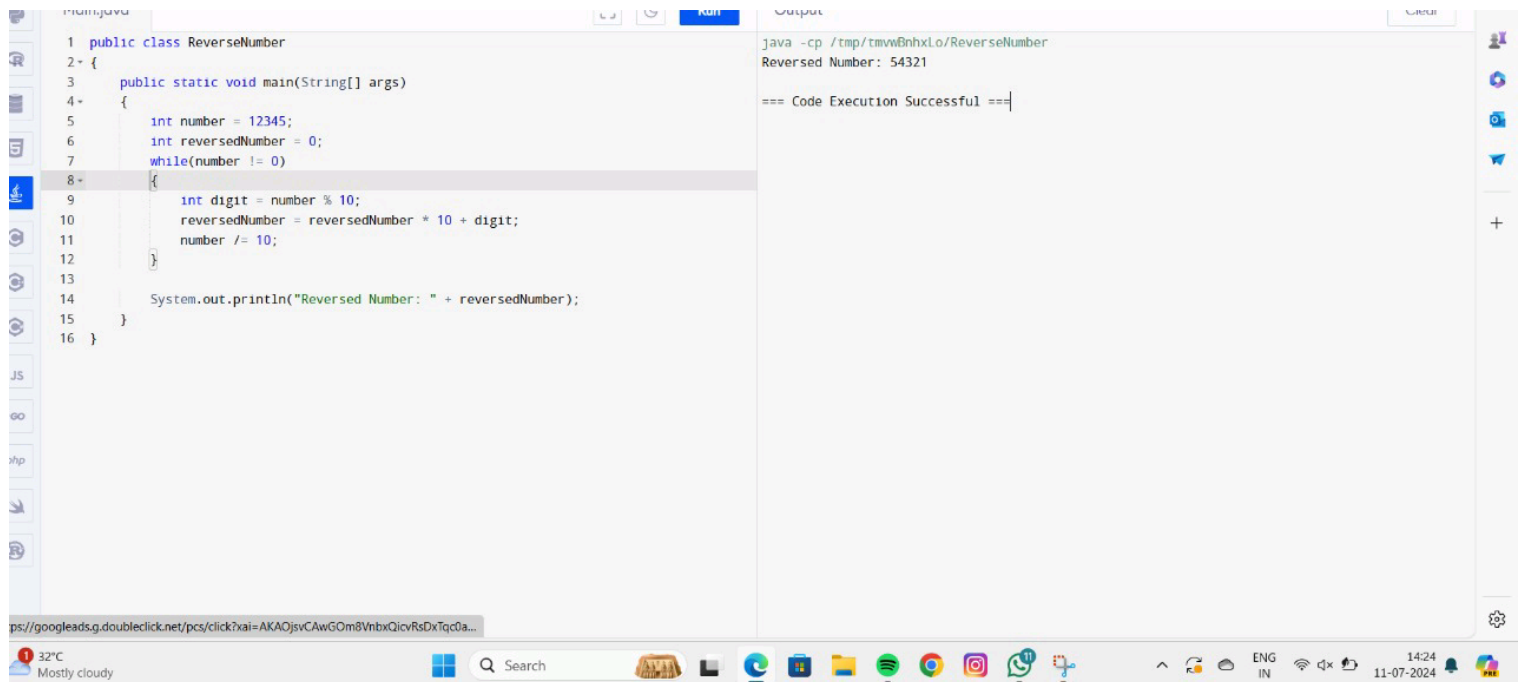 Main.java
Run
Output
Clear
1 public class ReverseNumber
2 {
3 public static void main(String[] args)
4 {
5 int number = 12345;
6 int reversedNumber = 0;
7 while(number != 0)
8 {
9 int digit = number % 10;
10 reversedNumber = reversedNumber * 10 + digit;
11 number /= 10;
12 }
13
14 System.out.println("Reversed Number: " + reversedNumber);
15 }
16 }
java -cp /tmp/tmvwBnhxLo/ReverseNumber
Reversed Number: 54321
=== Code Execution Successful ===
JS
GO
php
ps://googleads.g.doubleclick.net/pcs/click?xai=AKAOjsvCAwGOm8VnbxQicvRsDxTqc0a...
1
32°C
Mostly cloudy
Search
11
ENG
IN
14:24
11-07-2024
PRE